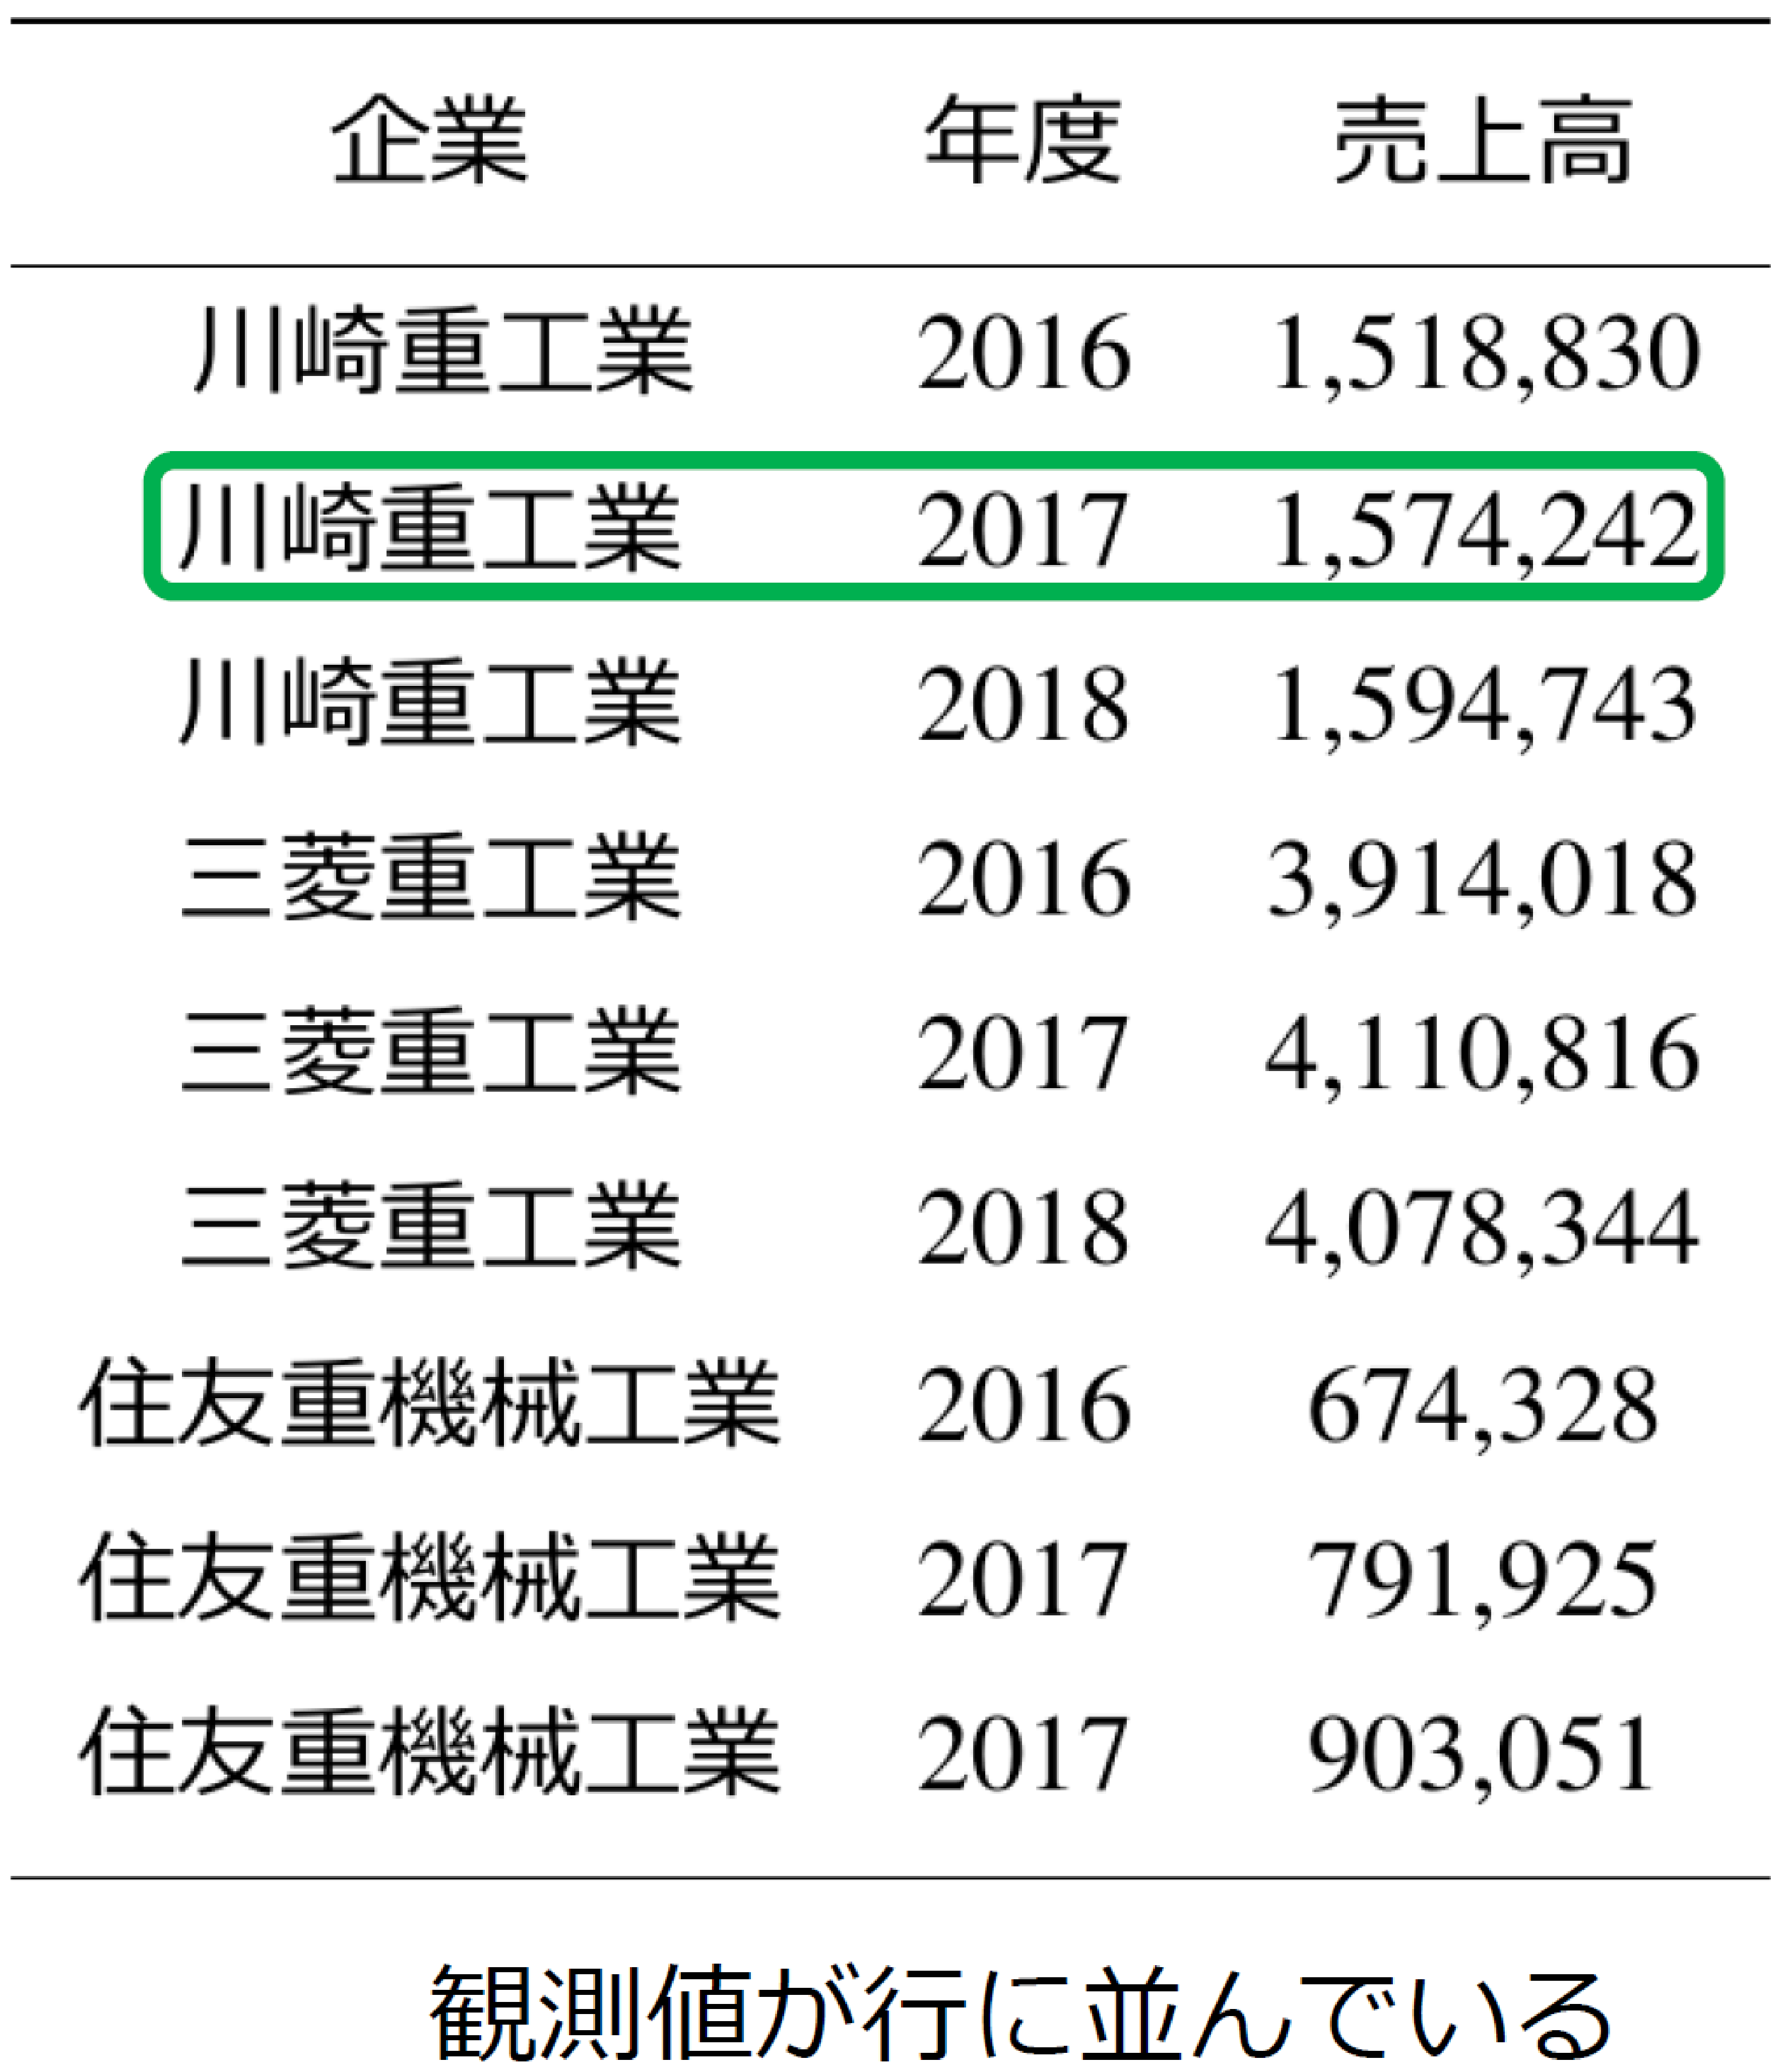 企業 年度 売上高
川崎重工業 2016 1,518,830
川崎重工業 2017 1,574,242
川崎重工業 2018 1,594,743
三菱重工業 2016 3,914,018
三菱重工業 2017 4,110,816
三菱重工業 2018 4,078,344
住友重機械工業 2016 674,328
住友重機械工業 2017 791,925
住友重機械工業 2017 903,051
観測値が行に並んでいる